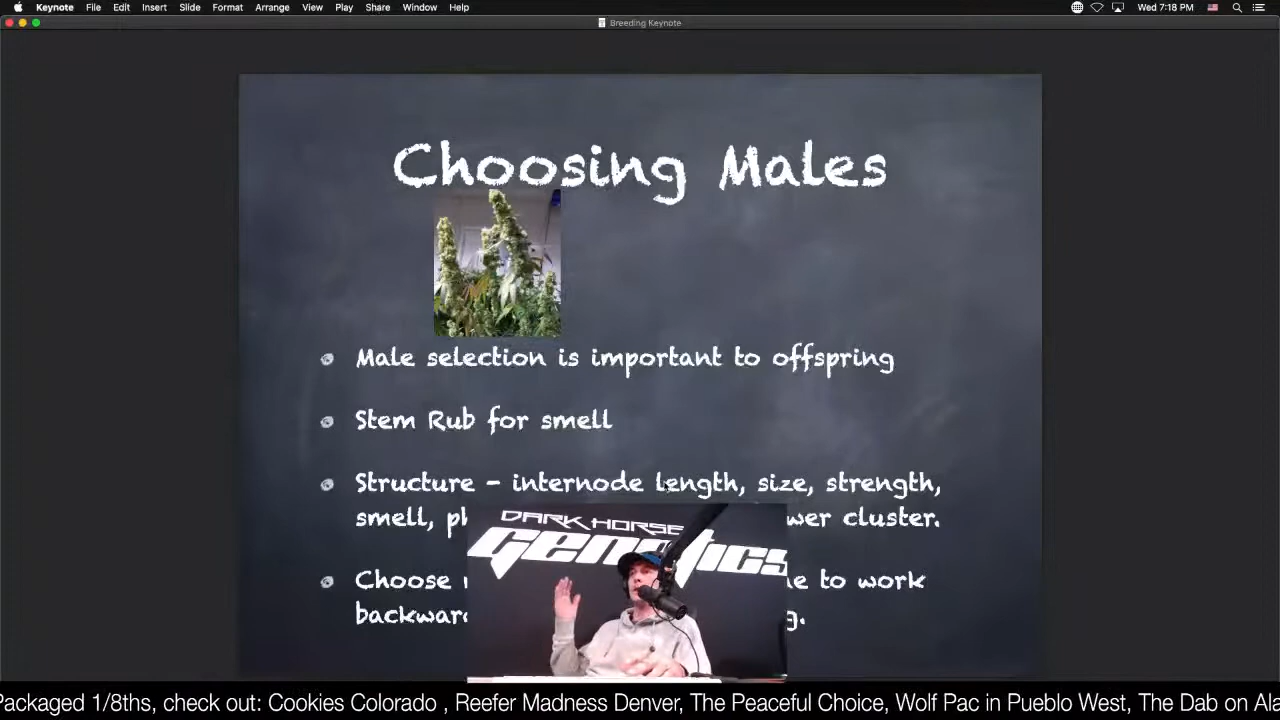 Keynote File Edit Insert Slide Format Arrange View Play Share Window Help Wed 7:18 PM
Breeding Keynote
Choosing Males
Male selection is important to offspring
Stem Rub for smell
Structure - internode length, size, strength,
smell, cluster.
DARK HORSE
genetics
Choose to work
Packaged 1/8ths, check out: Cookies Colorado , Reefer Madness Denver, The Peaceful Choice, Wolf Pac in Pueblo West, The Dab on